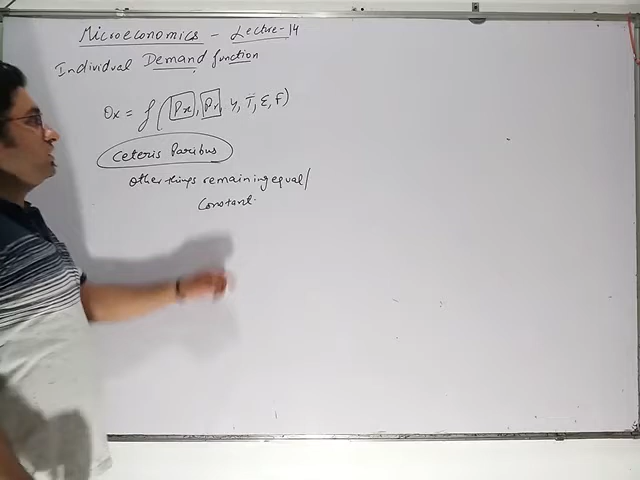 Microeconomics - Lecture-14
Individual Demand function
Dx = f(Px, Pr, Y, T, E, F)
Ceteris Paribus
other things remaining equal/
Constant.